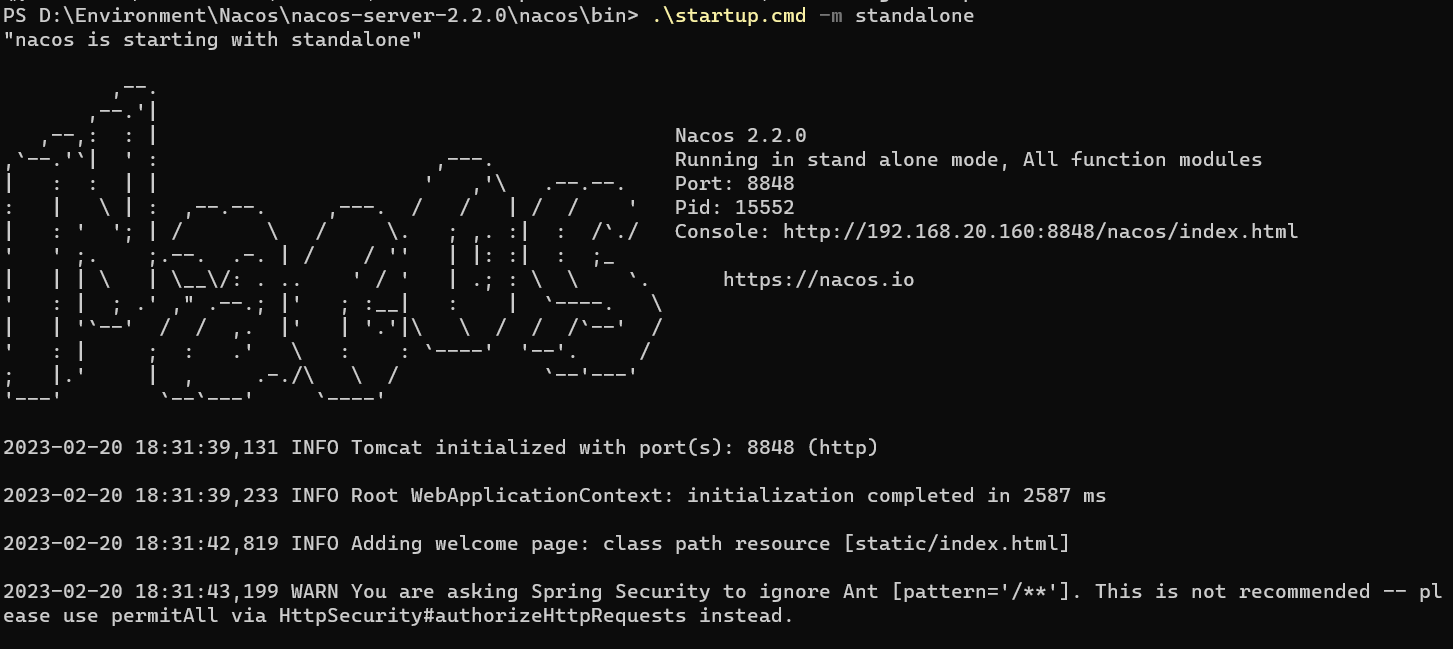 PS D:\Environment\Nacos\nacos-server-2.2.0\nacos\bin> .\startup.cmd -m standalone
"nacos is starting with standalone"
Nacos 2.2.0
Running in stand alone mode, All function modules
Port: 8848
Pid: 15552
Console: http://192.168.20.160:8848/nacos/index.html
https://nacos.io
2023-02-20 18:31:39,131 INFO Tomcat initialized with port(s): 8848 (http)
2023-02-20 18:31:39,233 INFO Root WebApplicationContext: initialization completed in 2587 ms
2023-02-20 18:31:42,819 INFO Adding welcome page: class path resource [static/index.html]
2023-02-20 18:31:43,199 WARN You are asking Spring Security to ignore Ant [pattern='/**']. This is not recommended -- pl
ease use permitAll via HttpSecurity#authorizeHttpRequests instead.